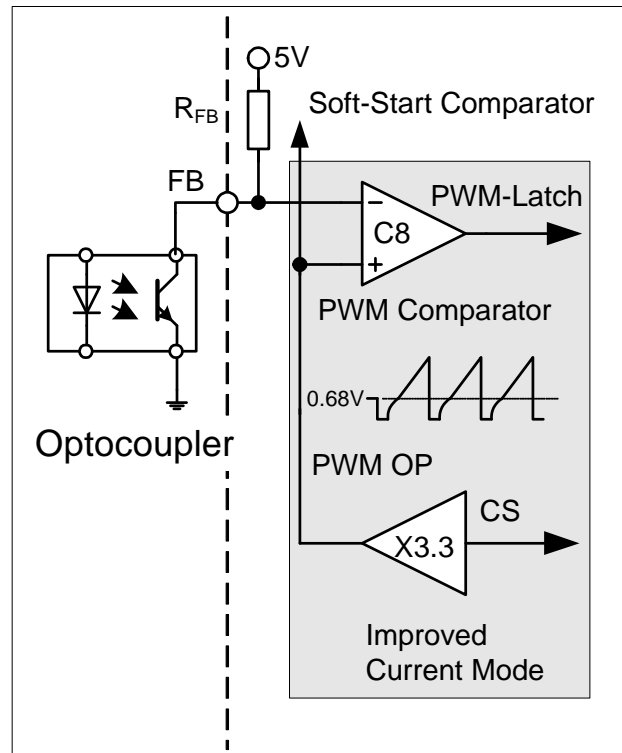 5V
RFB
Soft-Start Comparator
FB
PWM-Latch
−
C8
+
PWM Comparator
0.68V
Optocoupler
PWM OP
CS
X3.3
Improved
Current Mode